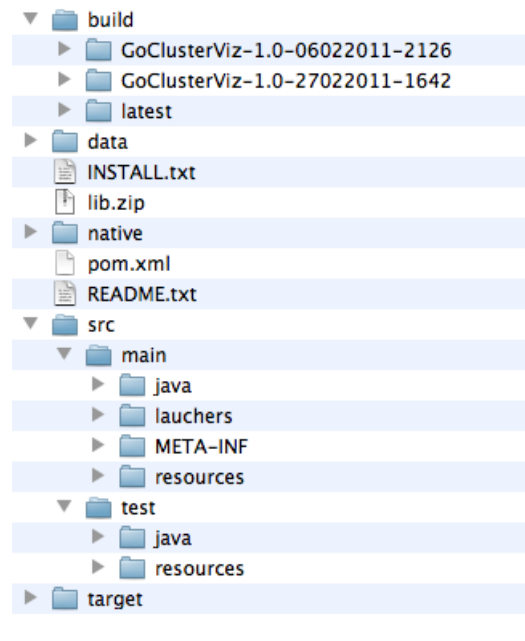 build
GoClusterViz-1.0-06022011-2126
GoClusterViz-1.0-27022011-1642
latest
data
INSTALL.txt
lib.zip
native
pom.xml
README.txt
src
main
java
lauchers
META-INF
resources
test
java
resources
target